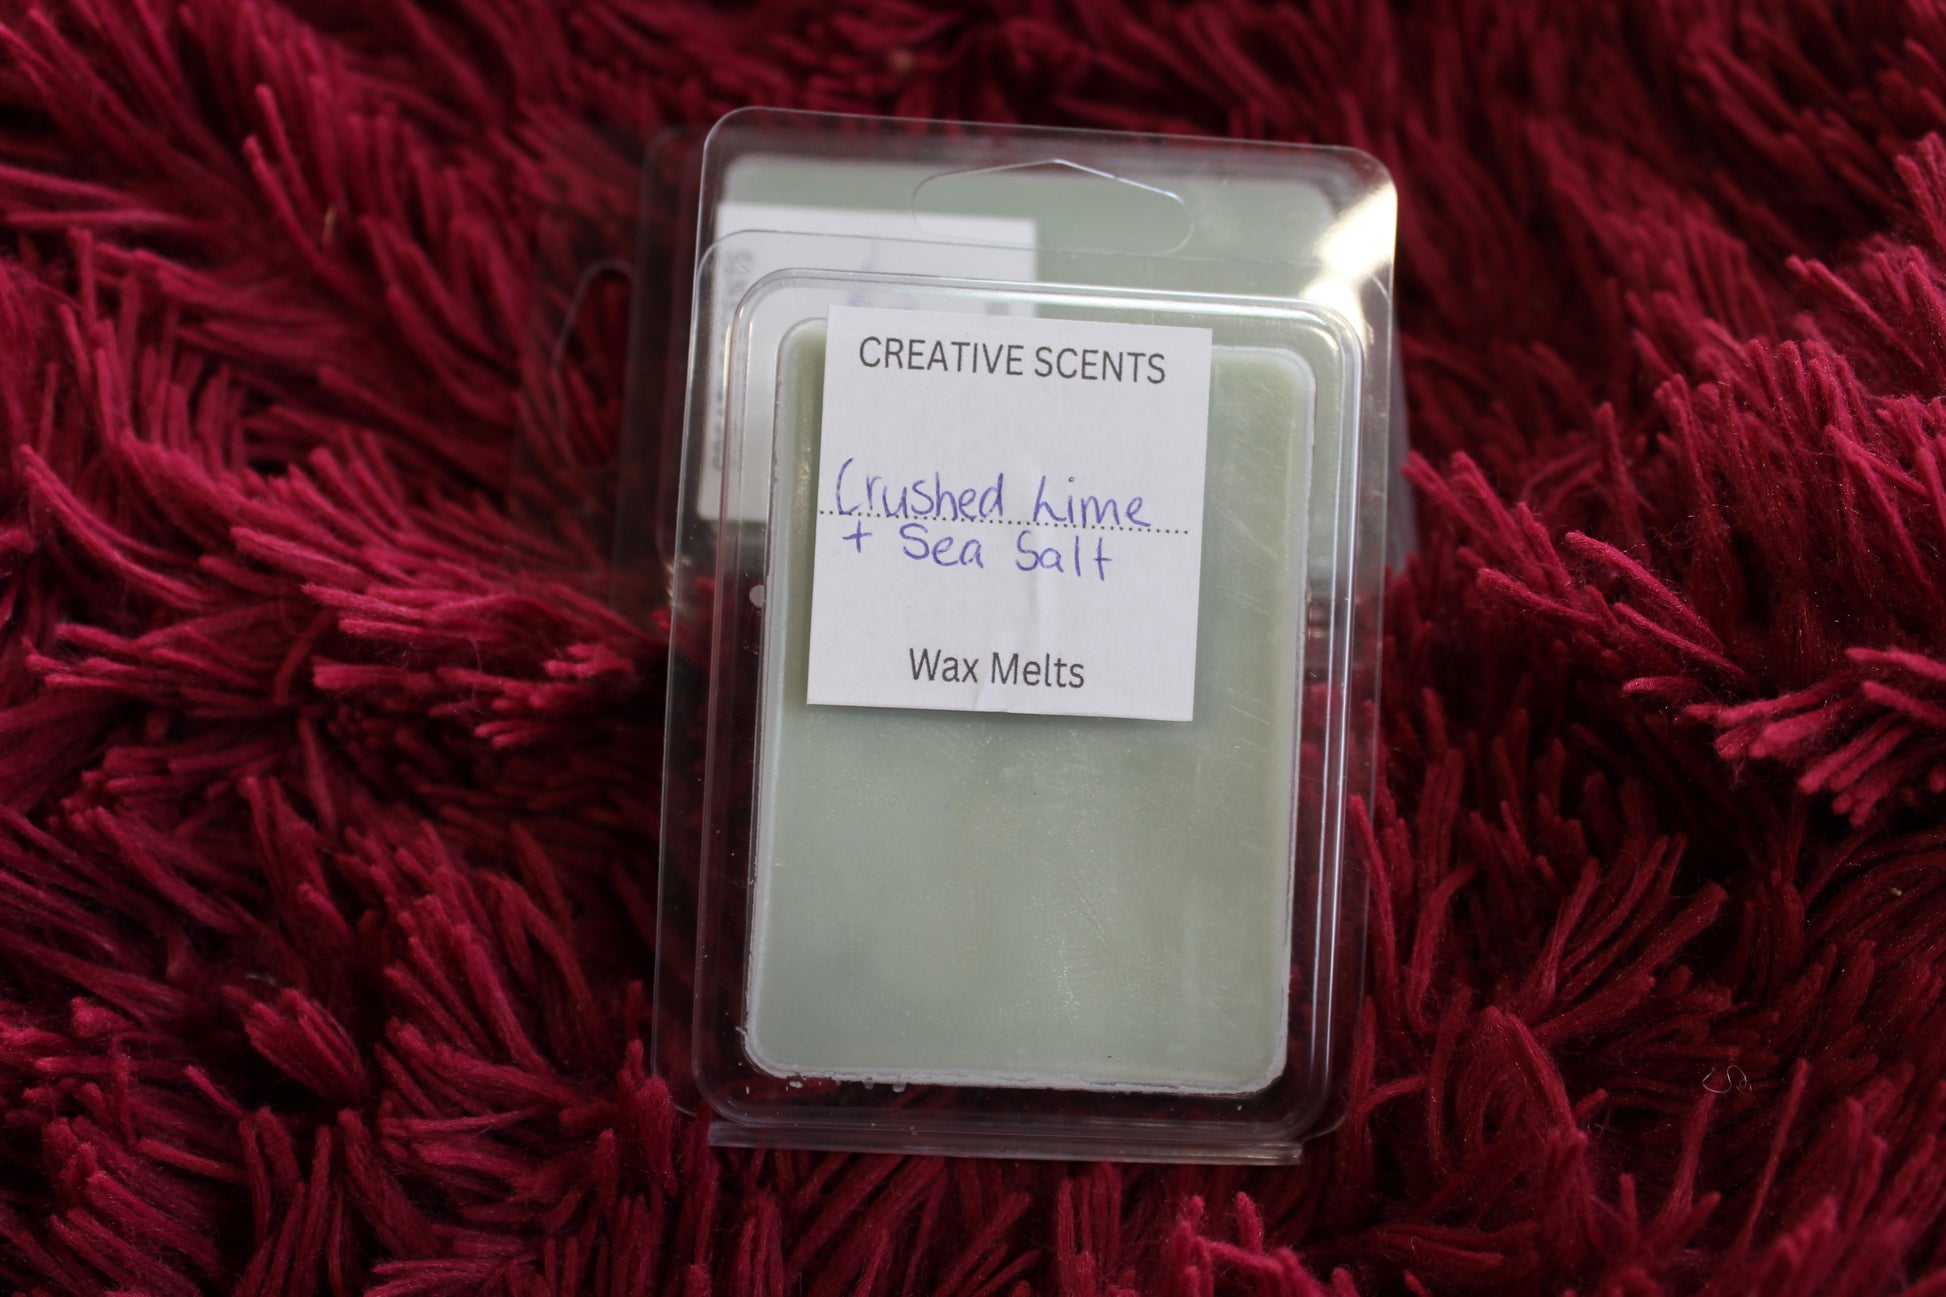 CREATIVE SCENTS
Crushed Lime
+ Sea Salt
Wax Melts